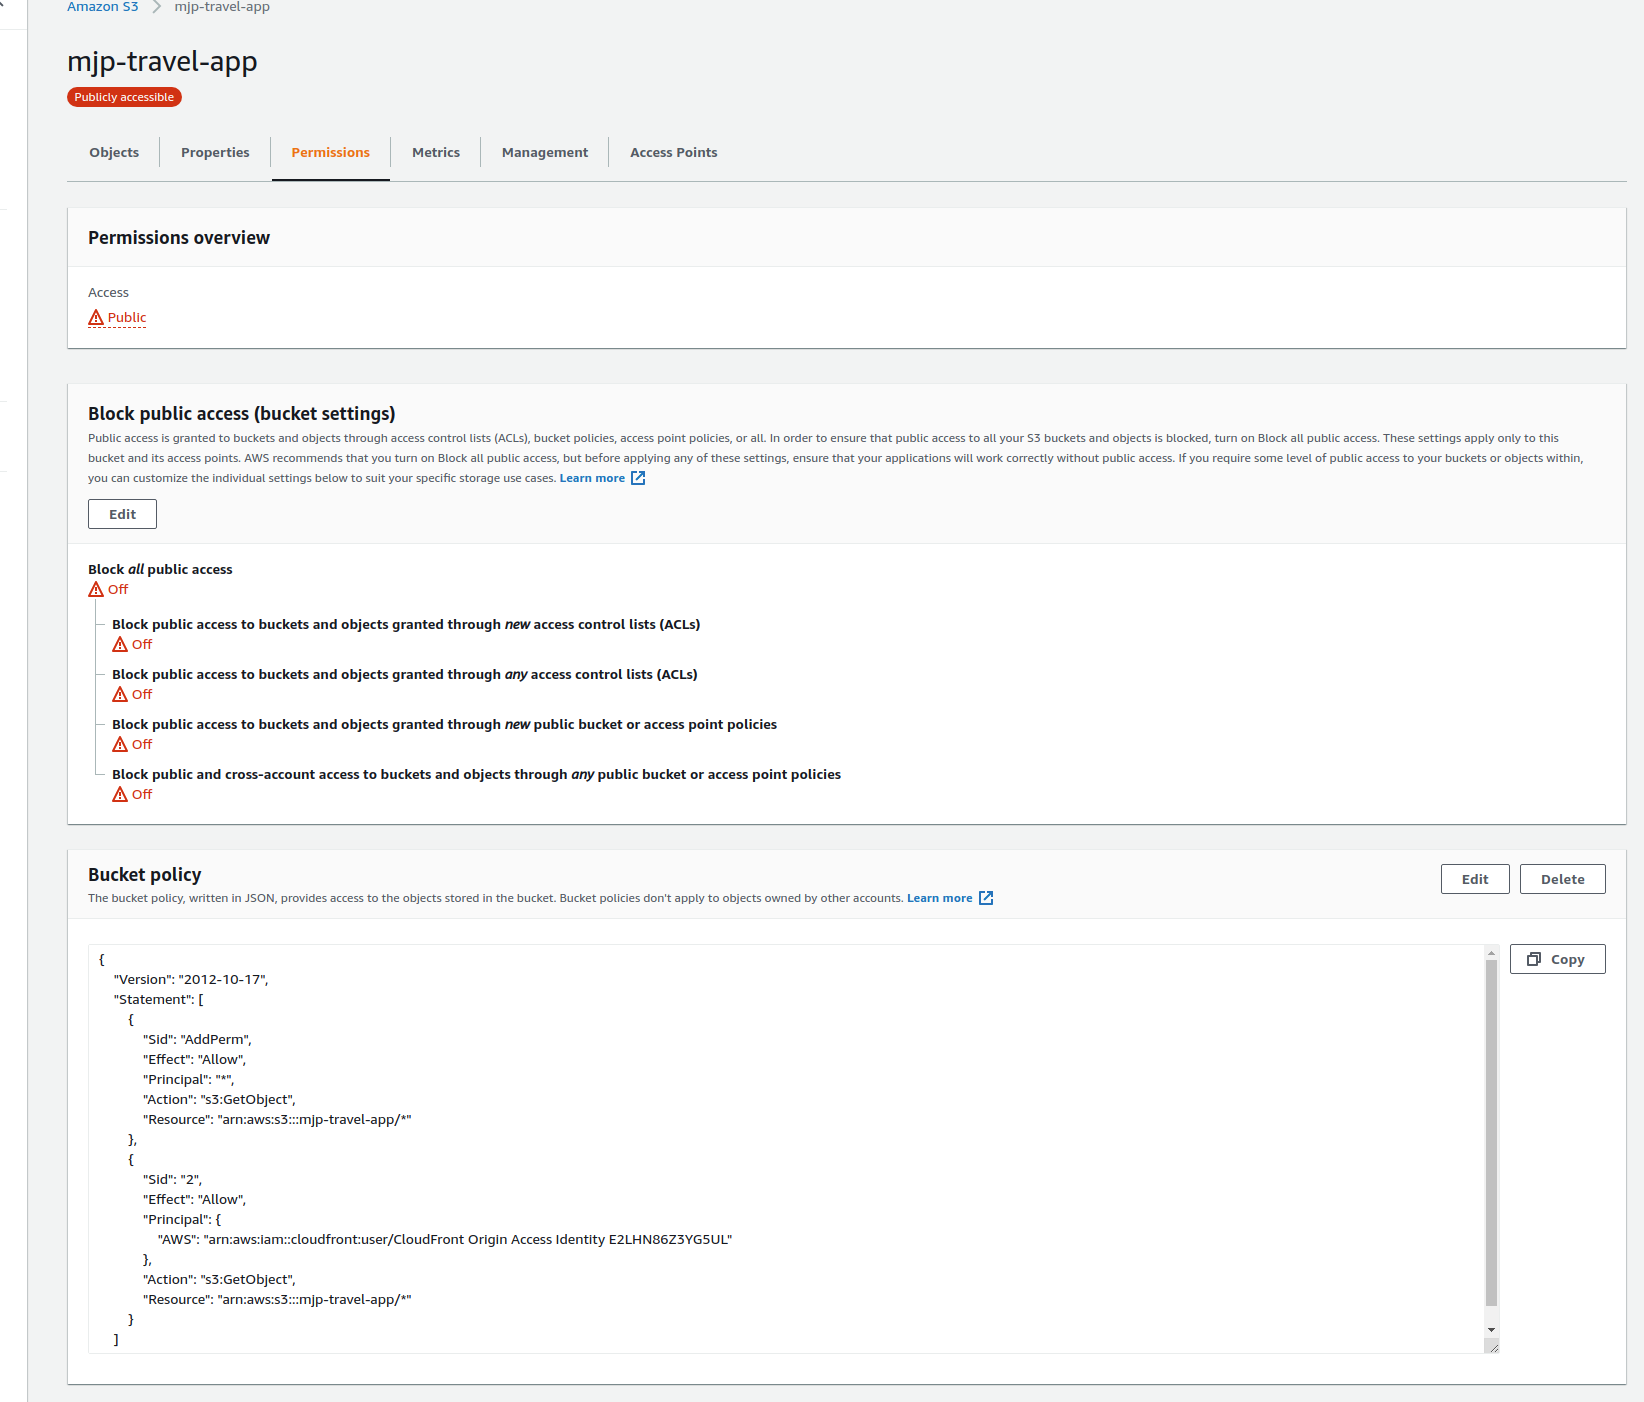 Amazon S3 > mjp-travel-app
mjp-travel-app
Publicly accessible
Objects Properties Permissions Metrics Management Access Points
Permissions overview
Access
Public
Block public access (bucket settings)
Public access is granted to buckets and objects through access control lists (ACLs), bucket policies, access point policies, or all. In order to ensure that public access to all your S3 buckets and objects is blocked, turn on Block all public access. These settings apply only to this
bucket and its access points. AWS recommends that you turn on Block all public access, but before applying any of these settings, ensure that your applications will work correctly without public access. If you require some level of public access to your buckets or objects within,
you can customize the individual settings below to suit your specific storage use cases. Learn more
Edit
Block all public access
Off
Block public access to buckets and objects granted through new access control lists (ACLs)
Off
Block public access to buckets and objects granted through any access control lists (ACLs)
Off
Block public access to buckets and objects granted through new public bucket or access point policies
Off
Block public and cross-account access to buckets and objects through any public bucket or access point policies
Off
Bucket policy
Edit Delete
The bucket policy, written in JSON, provides access to the objects stored in the bucket. Bucket policies don't apply to objects owned by other accounts. Learn more
Copy
{
"Version": "2012-10-17",
"Statement": [
{
"Sid": "AddPerm",
"Effect": "Allow",
"Principal": "*",
"Action": "s3:GetObject",
"Resource": "arn:aws:s3:::mjp-travel-app/*"
},
{
"Sid": "2",
"Effect": "Allow",
"Principal": {
"AWS": "arn:aws:iam::cloudfront:user/CloudFront Origin Access Identity E2LHN86Z3YG5UL"
},
"Action": "s3:GetObject",
"Resource": "arn:aws:s3:::mjp-travel-app/*"
}
]